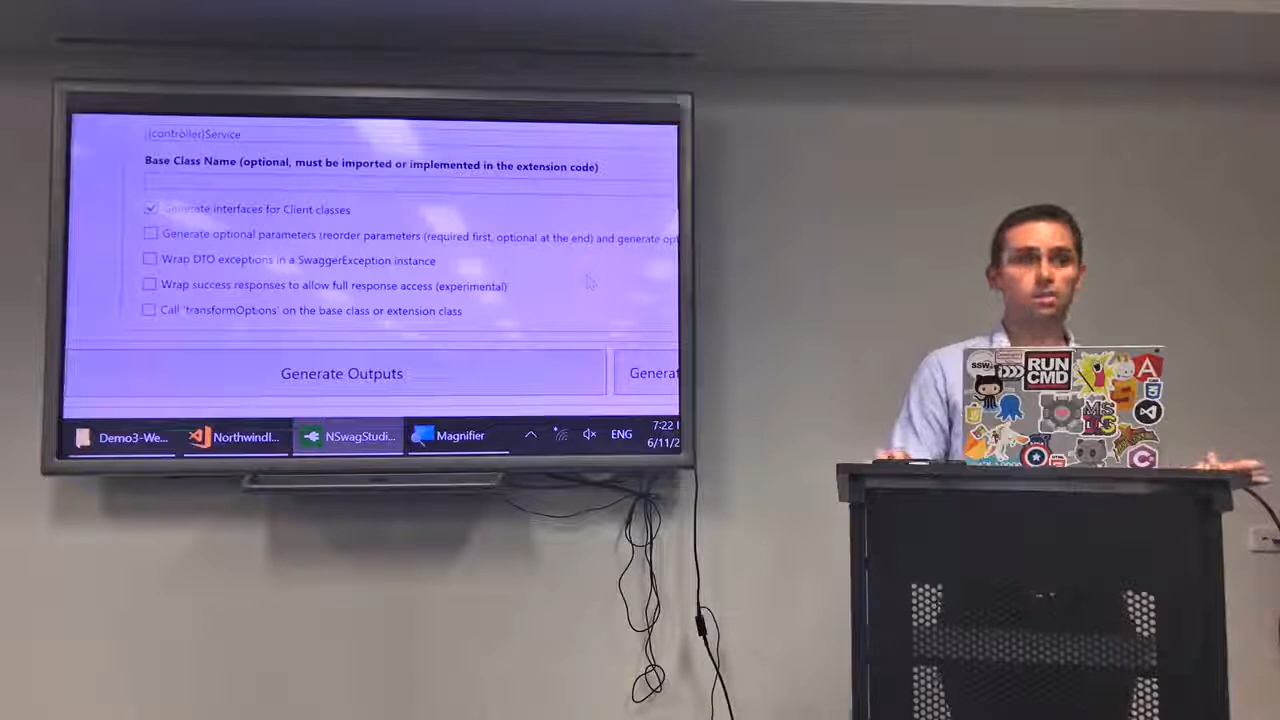 {controller}Service
Base Class Name (optional, must be imported or implemented in the extension code)
Generate interfaces for Client classes
Generate optional parameters (reorder parameters (required first, optional at the end) and generate opt
Wrap DTO exceptions in a SwaggerException instance
Wrap success responses to allow full response access (experimental)
Call 'transformOptions' on the base class or extension class
Generate Outputs
Generat
Demo3-We...
NorthwindI...
NSwagStudi...
Magnifier
ENG
7:22
6/11/2
SSW
RUN
CMD
A
MS